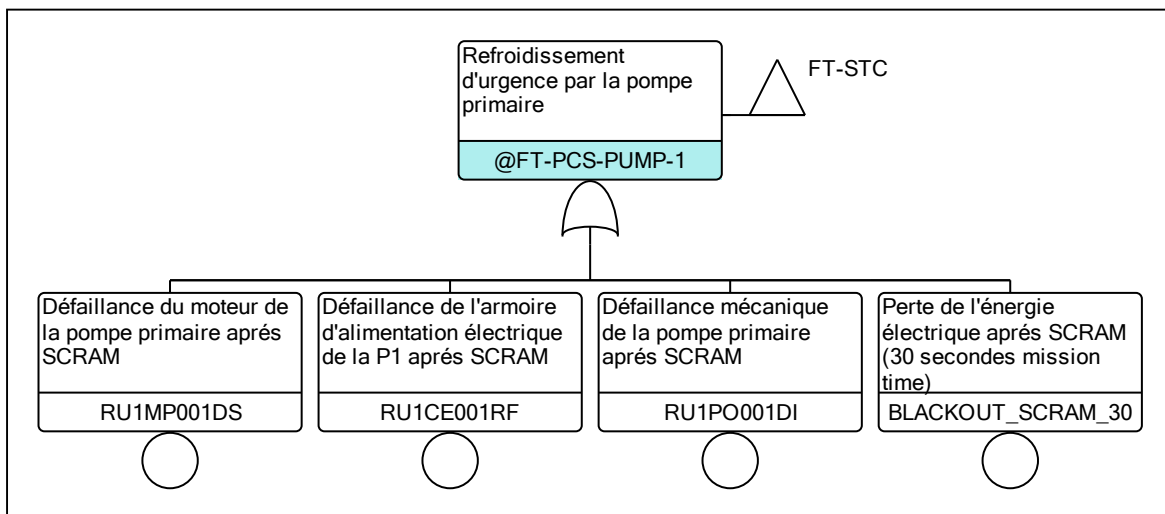 Refroidissement
d'urgence par la pompe
primaire
@FT-PCS-PUMP-1
FT-STC
Défaillance du moteur de
la pompe primaire aprés
SCRAM
RU1MP001DS
Défaillance de l'armoire
d'alimentation électrique
de la P1 aprés SCRAM
RU1CE001RF
Défaillance mécanique
de la pompe primaire
aprés SCRAM
RU1PO001DI
Perte de l'énergie
électrique aprés SCRAM
(30 secondes mission
time)
BLACKOUT_SCRAM_30